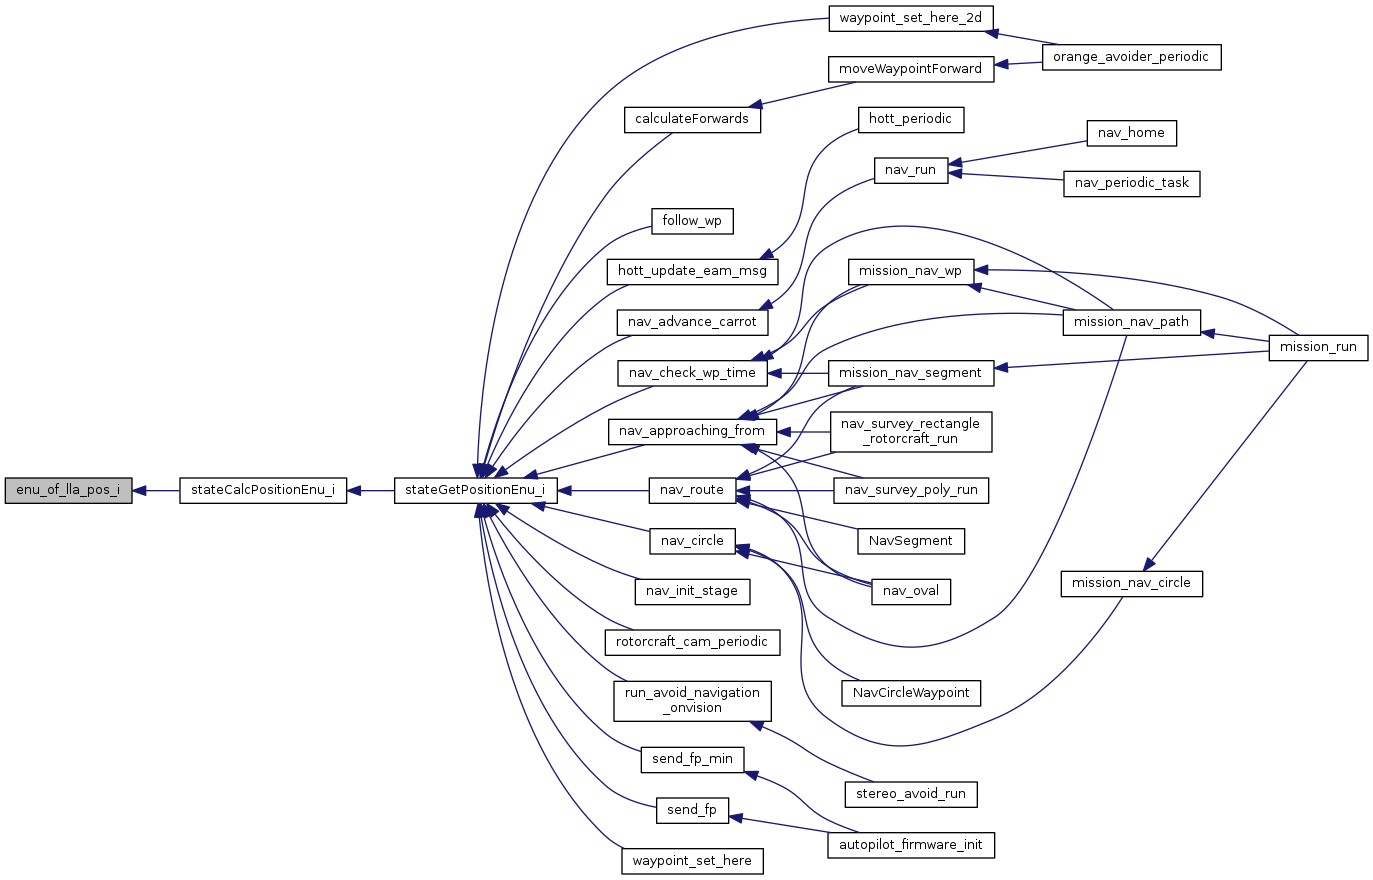 waypoint_set_here_2d
orange_avoider_periodic
moveWaypointForward
calculateForwards
hott_periodic
nav_home
nav_run
nav_periodic_task
follow_wp
hott_update_eam_msg
mission_nav_wp
nav_advance_carrot
mission_nav_path
mission_run
nav_check_wp_time
mission_nav_segment
nav_approaching_from
nav_survey_rectangle
_rotorcraft_run
enu_of_lla_pos_i
stateCalcPositionEnu_i
stateGetPositionEnu_i
nav_route
nav_survey_poly_run
nav_circle
NavSegment
nav_init_stage
nav_oval
mission_nav_circle
rotorcraft_cam_periodic
run_avoid_navigation
_onvision
NavCircleWaypoint
send_fp_min
stereo_avoid_run
send_fp
autopilot_firmware_init
waypoint_set_here